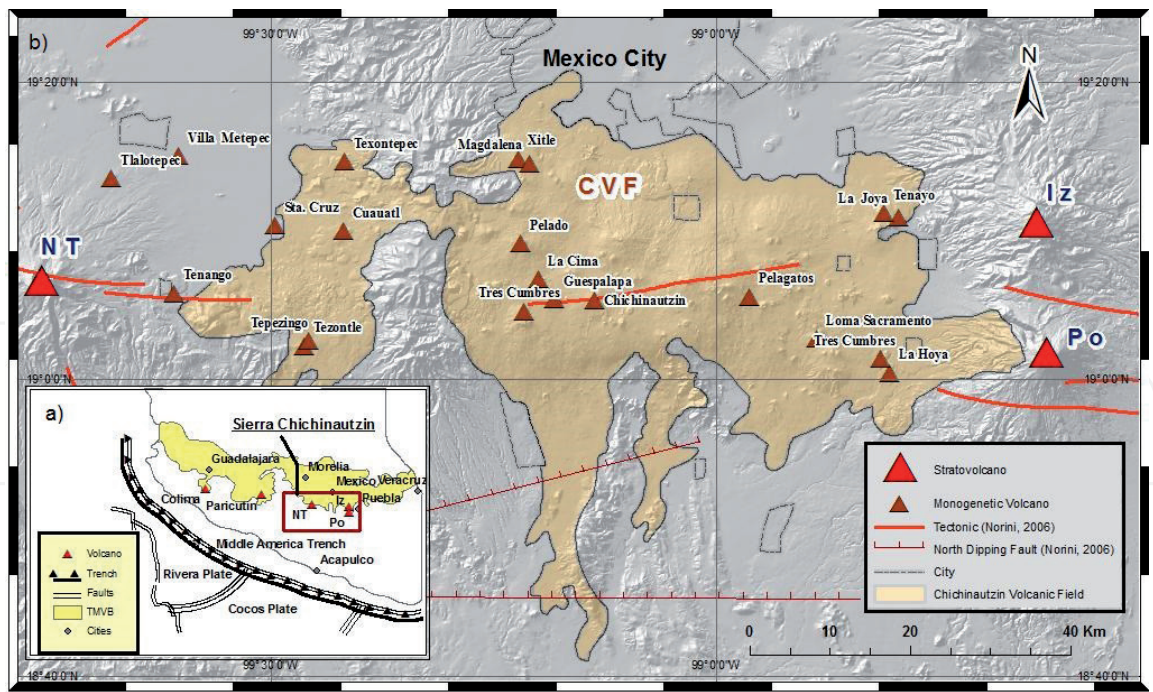 99°30'0"W
99°0'0"W
b)
Mexico City
N
19°20'0"N
19°20'0"N
Villa Metepec
Tlalotepec
Texontepec
Magdalena
Xitle
CVF
La Joya
Tenayo
Iz
Sta. Cruz
Cuauatl
Pelado
NT
La Cima
Tenango
Guespalapa
Pelagatos
Tres Cumbres
Chichinautzin
Tepezingo
Tezontle
Loma Sacramento
Tres Cumbres
Po
La Hoya
19°0'0"N
19°0'0"N
a)
Sierra Chichinautzin
Guadalajara
Morelia
Mexico
Veracruz
Colima
Paricutin
Iz
Puebla
NT
Po
Middle America Trench
Acapulco
Rivera Plate
Cocos Plate
Volcano
Trench
Faults
TMVB
Cities
Stratovolcano
Monogenetic Volcano
Tectonic (Norini, 2006)
North Dipping Fault (Norini, 2006)
City
Chichinautzin Volcanic Field
0 10 20 40 Km
18°40'0"N
18°40'0"N
99°30'0"W
99°0'0"W